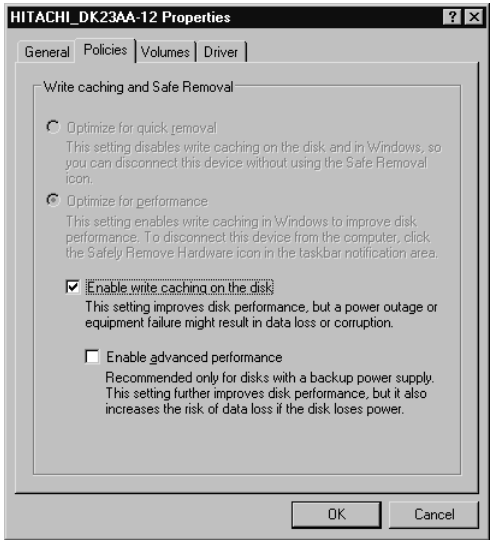 HITACHI_DK23AA-12 Properties
General Policies Volumes Driver
Write caching and Safe Removal
Optimize for quick removal
This setting disables write caching on the disk and in Windows, so
you can disconnect this device without using the Safe Removal
icon.
Optimize for performance
This setting enables write caching in Windows to improve disk
performance. To disconnect this device from the computer, click
the Safely Remove Hardware icon in the taskbar notification area.
Enable write caching on the disk
This setting improves disk performance, but a power outage or
equipment failure might result in data loss or corruption.
Enable advanced performance
Recommended only for disks with a backup power supply.
This setting further improves disk performance, but it also
increases the risk of data loss if the disk loses power.
OK Cancel